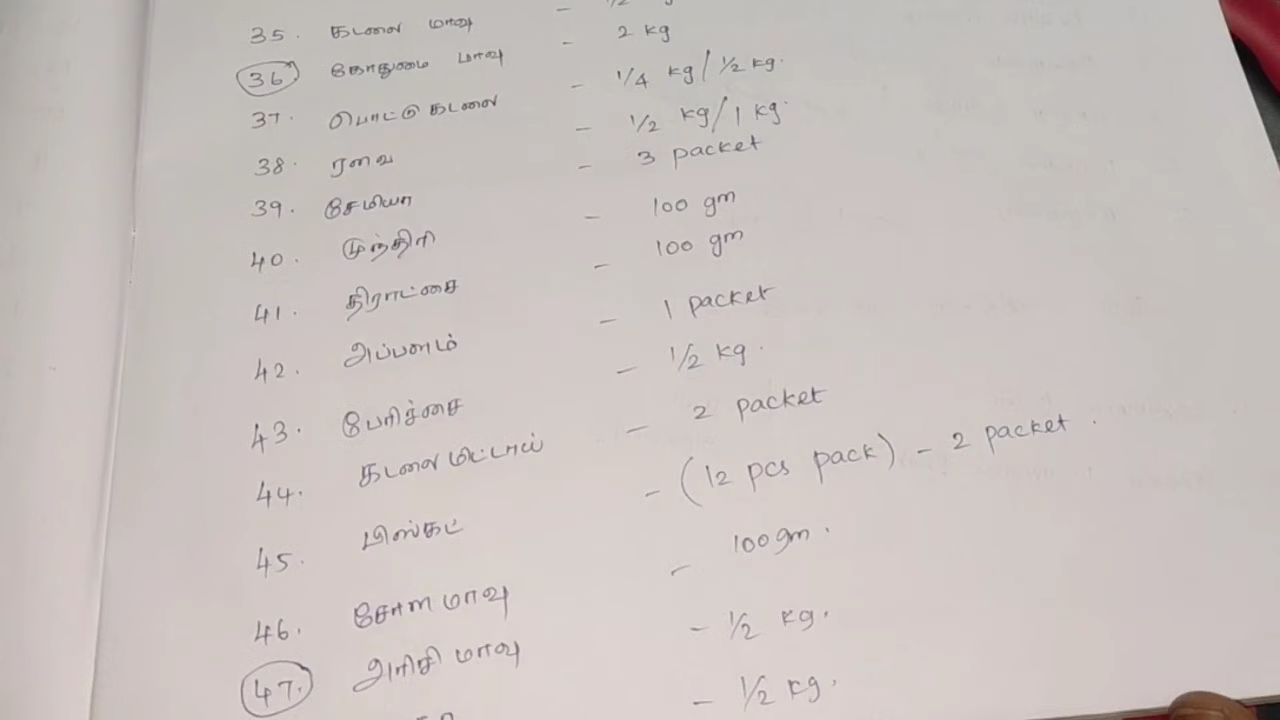 35. கடலை மாவு - 1/2
36. கோதுமை மாவு - 2 kg
37. பொட்டுகடலை - 1/4 kg / 1/2 kg.
38. ரவை - 1/2 kg / 1 kg.
39. சேமியா - 3 packet
40. முந்திரி - 100 gm
41. திராட்சை - 100 gm
42. அப்பளம் - 1 packet
43. பேரிச்சை - 1/2 kg.
44. கடலை மிட்டாய் - 2 packet
45. பிஸ்கட் - (12 pcs pack) - 2 packet.
46. சோள மாவு - 100gm.
47. அரிசி மாவு - 1/2 kg.
- 1/2 kg.